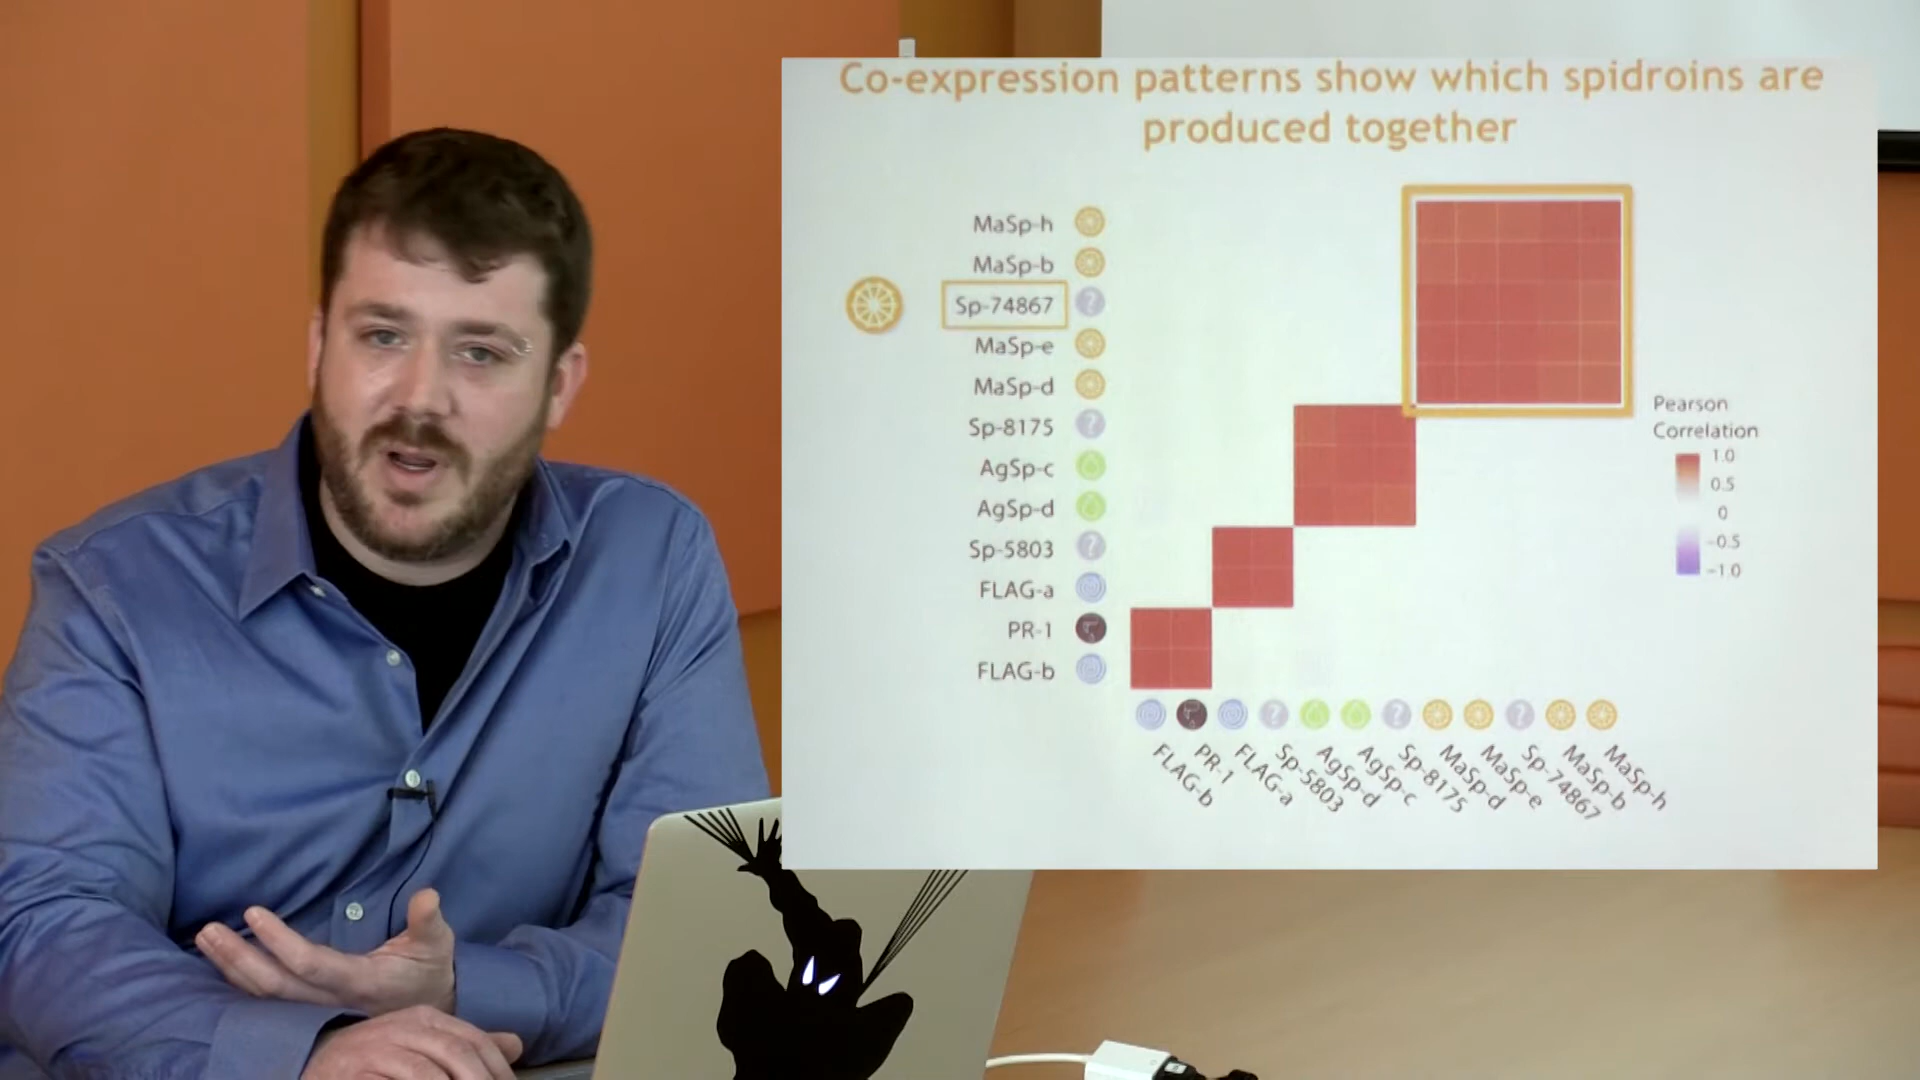 Co-expression patterns show which spidroins are
produced together
MaSp-h
MaSp-b
Sp-74867
MaSp-e
MaSp-d
Sp-8175
AgSp-c
AgSp-d
Sp-5803
FLAG-a
PR-1
FLAG-b
Pearson
Correlation
1.0
0.5
0
-0.5
-1.0
FLAG-b
PR-1
FLAG-a
Sp-5803
AgSp-d
AgSp-c
Sp-8175
MaSp-d
MaSp-e
Sp-74867
MaSp-b
MaSp-h